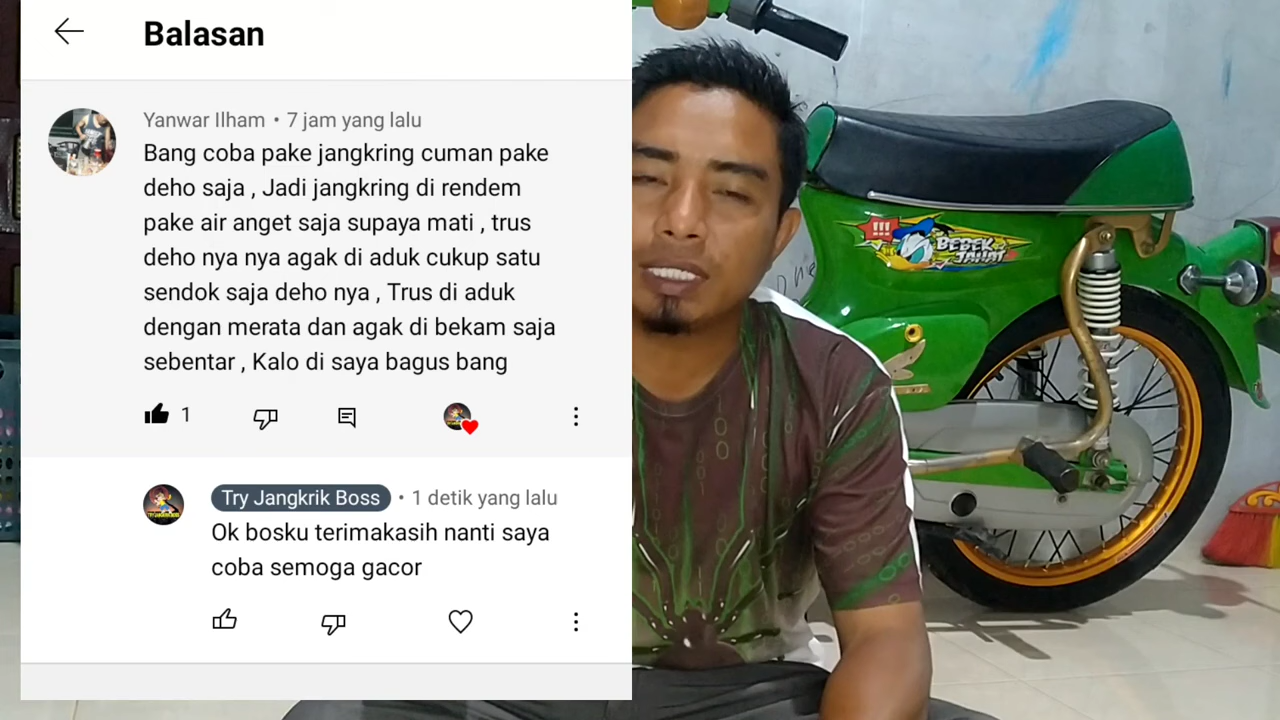 Balasan
Yanwar Ilham • 7 jam yang lalu
Bang coba pake jangkring cuman pake
deho saja , Jadi jangkring di rendem
pake air anget saja supaya mati , trus
deho nya nya agak di aduk cukup satu
sendok saja deho nya , Trus di aduk
dengan merata dan agak di bekam saja
sebentar , Kalo di saya bagus bang
1
Try Jangkrik Boss • 1 detik yang lalu
Ok bosku terimakasih nanti saya
coba semoga gacor
!!!
BEBEK
JAHAT